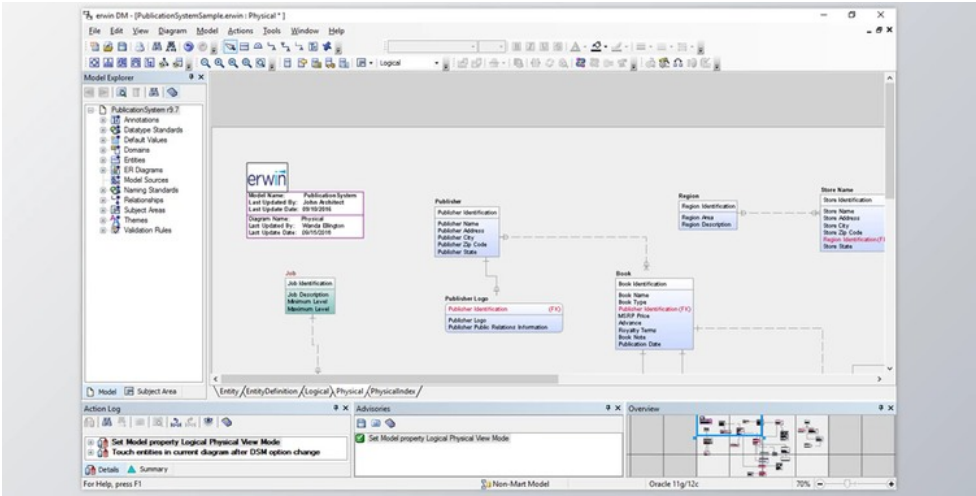 erwin DM - [PublicationSystemSample.erwin : Physical * ]
File Edit View Diagram Model Actions Tools Window Help
Logical
Model Explorer
PublicationSystem r9.7
Annotations
Datatype Standards
Default Values
Domains
Entities
ER Diagrams
Model Sources
Naming Standards
Relationships
Subject Areas
Themes
Validation Rules
Model Subject Area
erwin
Model Name: PublicationSystem
Last Updated By: John Architect
Last Update Date: 09/10/2016
Diagram Name: Physical
Last Updated By: Wanda Ellington
Last Update Date: 09/15/2016
Publisher
Publisher Identification
Publisher Name
Publisher Address
Publisher City
Publisher Zip Code
Publisher State
Region
Region Identification
Region Area
Region Description
Store Name
Store Identification
Store Name
Store Address
Store City
Store Zip Code
Region Identification (F
Store State
Job
Job Identification
Job Description
Minimum Level
Maximum Level
Publisher Logo
Publisher Identification (FK)
Publisher Logo
Publisher Public Relations Information
Book
Book Identification
Book Name
Book Type
Publisher Identification (FK)
MSRP Price
Advance
Royalty Terms
Book Note
Publication Date
Entity EntityDefinition Logical Physical PhysicalIndex
Action Log
Set Model property Logical Physical View Mode
Touch entities in current diagram after DSM option change
Details Summary
Advisories
Set Model property Logical Physical View Mode
Overview
For Help, press F1
Non-Mart Model
Oracle 11g/12c
70%